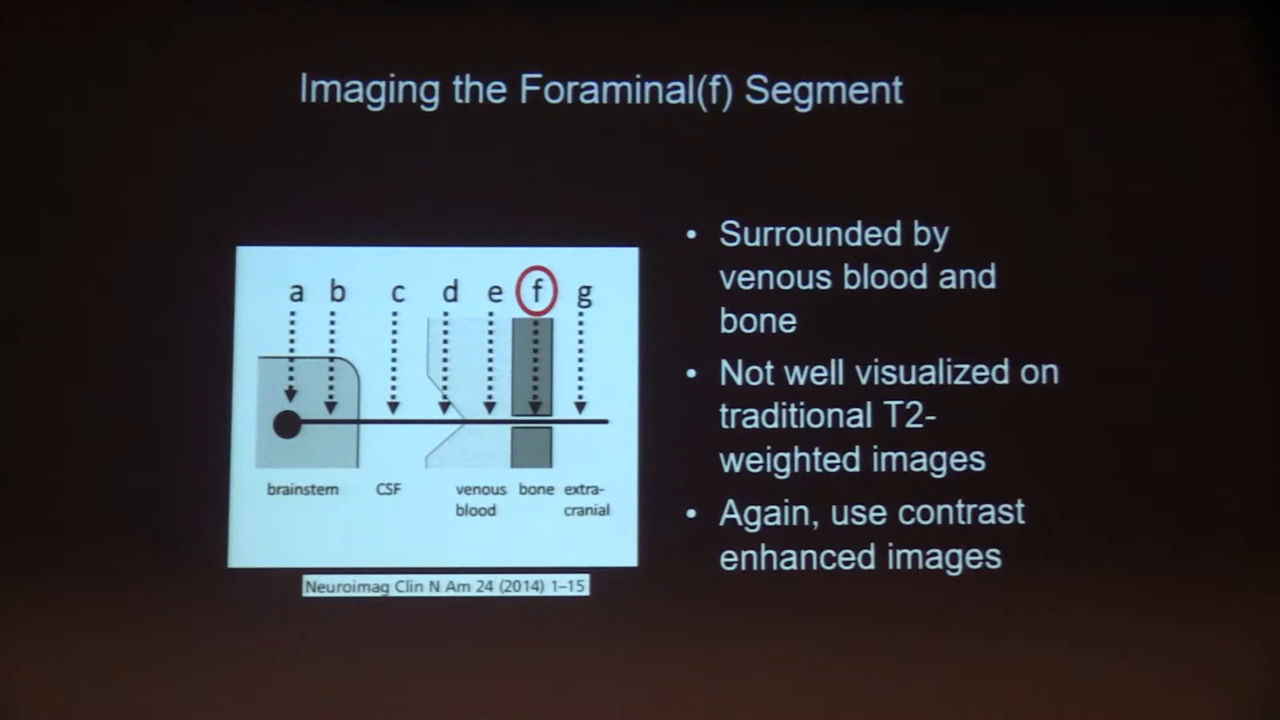 Imaging the Foraminal(f) Segment
a b c d e f g
brainstem CSF venous blood bone extra-cranial
Neuroimag Clin N Am 24 (2014) 1–15
• Surrounded by
venous blood and
bone
• Not well visualized on
traditional T2-
weighted images
• Again, use contrast
enhanced images